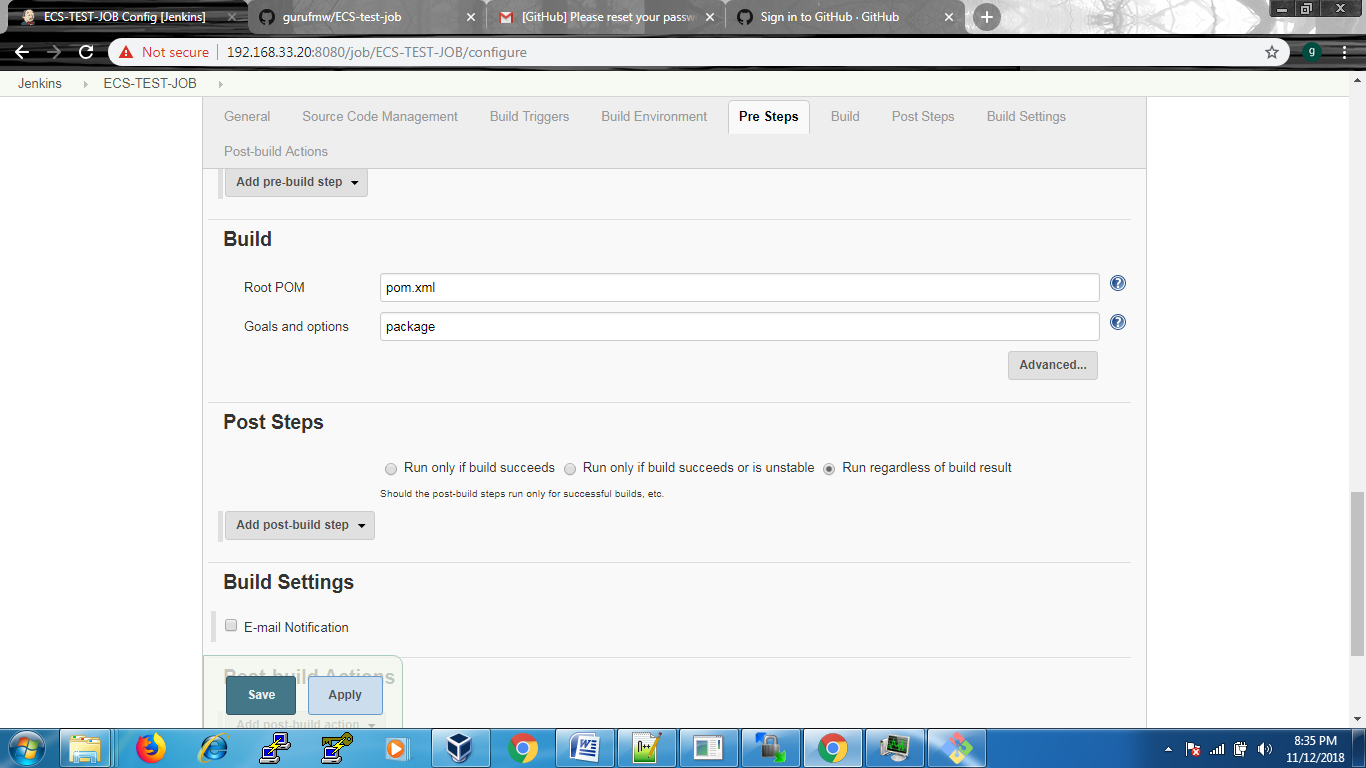 ECS-TEST-JOB Config [Jenkins]
gurufmw/ECS-test-job
[GitHub] Please reset your passw
Sign in to GitHub · GitHub
Not secure
192.168.33.20:8080/job/ECS-TEST-JOB/configure
g
Jenkins
ECS-TEST-JOB
General
Source Code Management
Build Triggers
Build Environment
Pre Steps
Build
Post Steps
Build Settings
Post-build Actions
Add pre-build step
Build
Root POM
pom.xml
Goals and options
package
Advanced...
Post Steps
Run only if build succeeds
Run only if build succeeds or is unstable
Run regardless of build result
Should the post-build steps run only for successful builds, etc.
Add post-build step
Build Settings
E-mail Notification
Post-build Actions
Save
Apply
Add post-build action
8:35 PM
11/12/2018